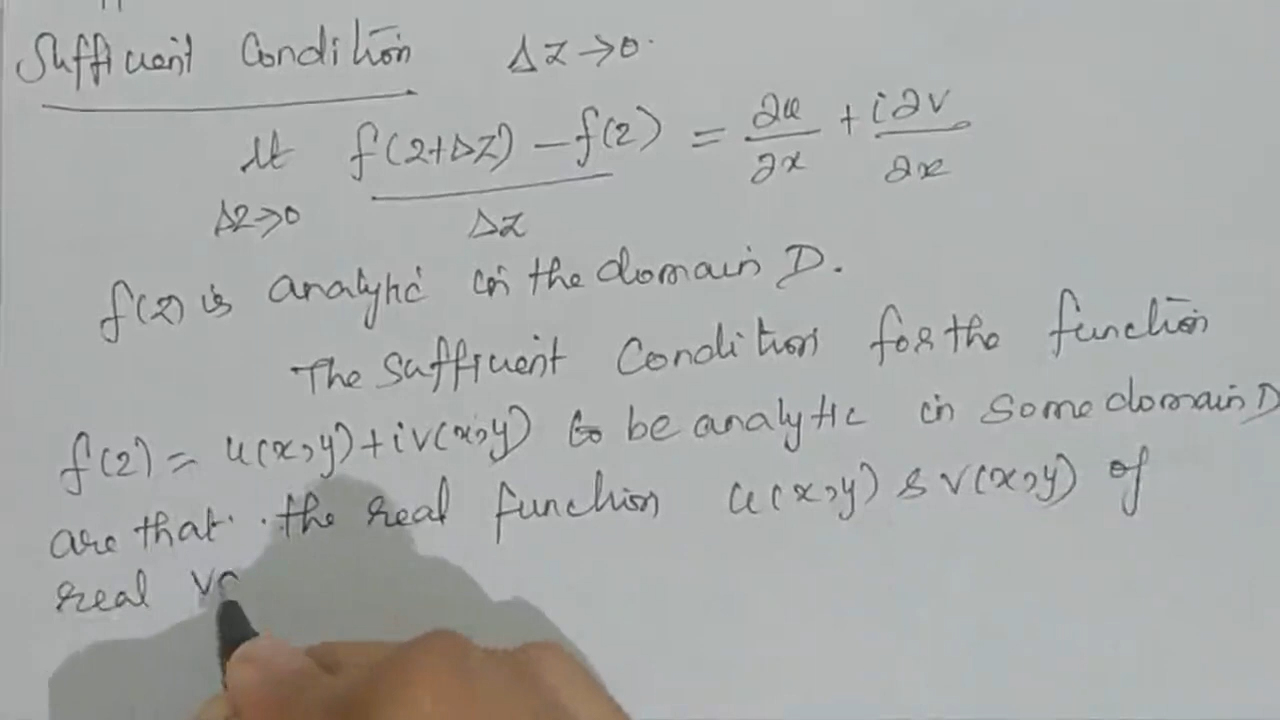 Sufficient Condition Δz→0.
lt f(z+Δz) – f(z) = ∂u + i∂v
Δz→0 Δz ∂x ∂x
f(z) is analytic in the domain D.
The sufficient condition for the function
f(z) = u(x,y)+iv(x,y) to be analytic in some domain D
are that the real function u(x,y) & v(x,y) of
real